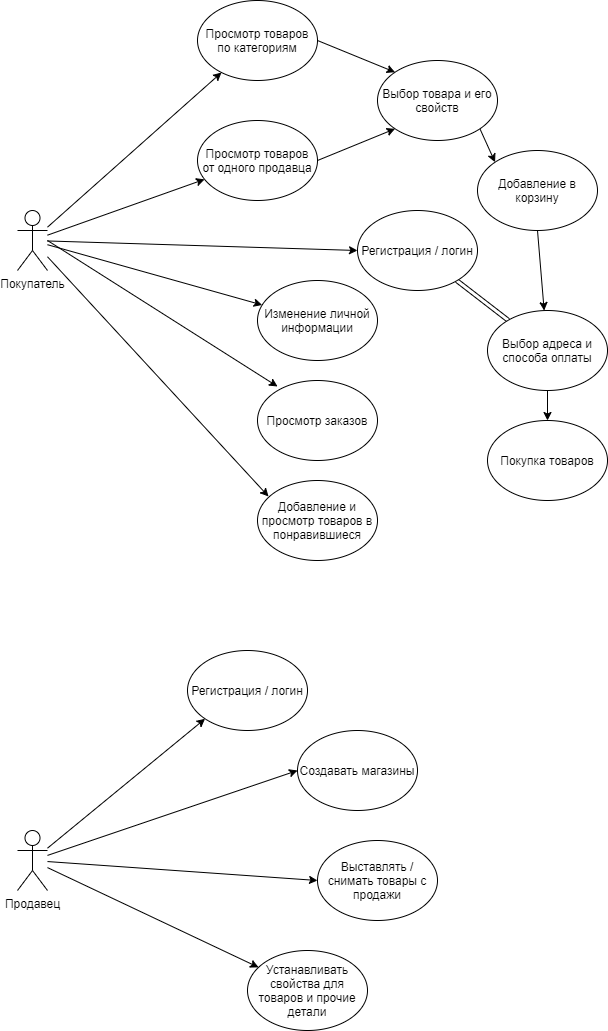 Просмотр товаров
по категориям
Выбор товара и его
свойств
Просмотр товаров
от одного продавца
Добавление в
корзину
Покупатель
Регистрация / логин
Изменение личной
информации
Выбор адреса и
способа оплаты
Просмотр заказов
Покупка товаров
Добавление и
просмотр товаров в
понравившиеся
Регистрация / логин
Создавать магазины
Выставлять /
снимать товары с
продажи
Продавец
Устанавливать
свойства для
товаров и прочие
детали